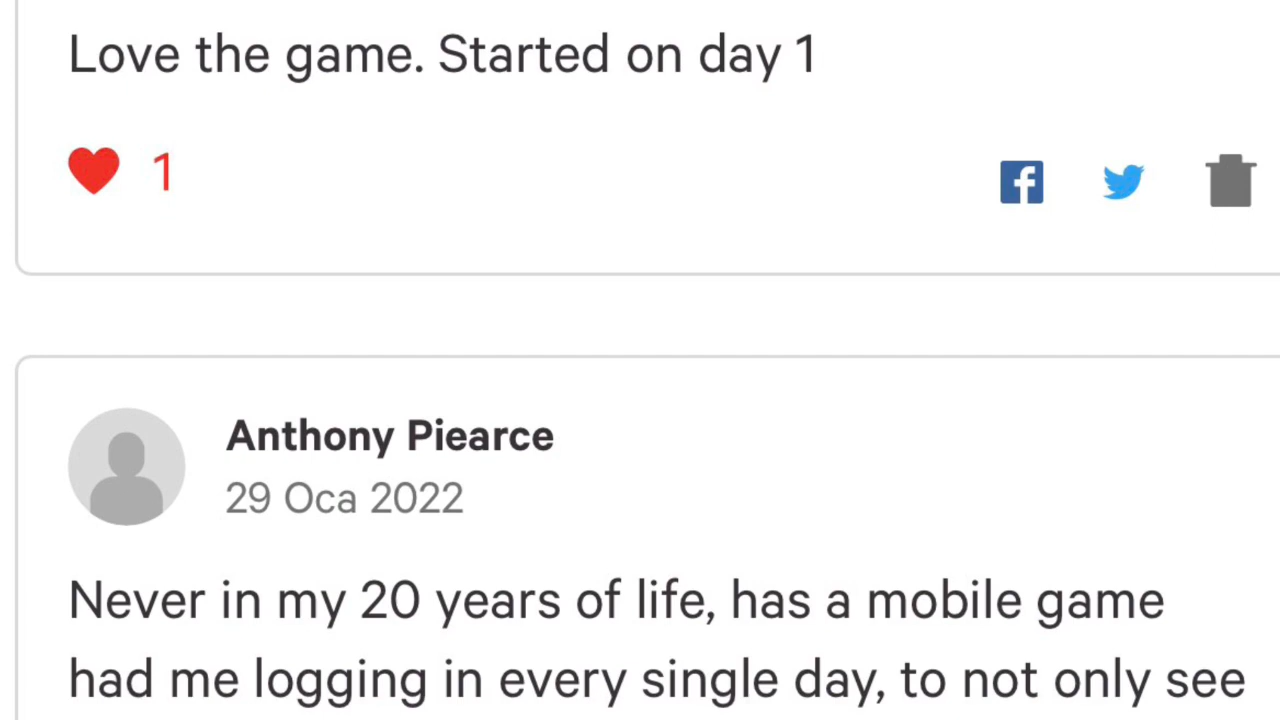 Love the game. Started on day 1
1
Anthony Piearce
29 Oca 2022
Never in my 20 years of life, has a mobile game
had me logging in every single day, to not only see